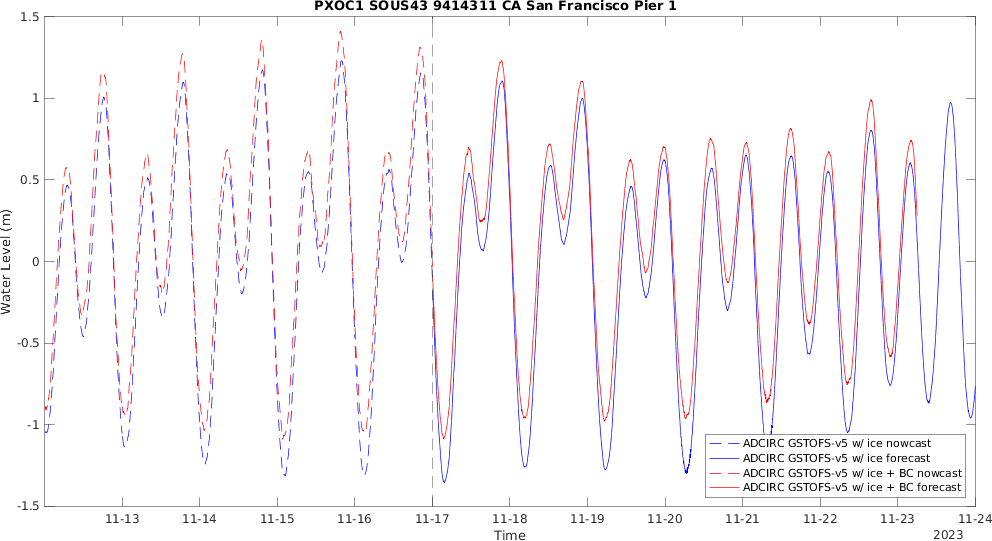 PXOC1 SOUS43 9414311 CA San Francisco Pier 1
1.5
1
0.5
0
-0.5
-1
-1.5
Water Level (m)
11-13 11-14 11-15 11-16 11-17 11-18 11-19 11-20 11-21 11-22 11-23 11-24
Time
2023
ADCIRC GSTOFS-v5 w/ ice nowcast
ADCIRC GSTOFS-v5 w/ ice forecast
ADCIRC GSTOFS-v5 w/ ice + BC nowcast
ADCIRC GSTOFS-v5 w/ ice + BC forecast